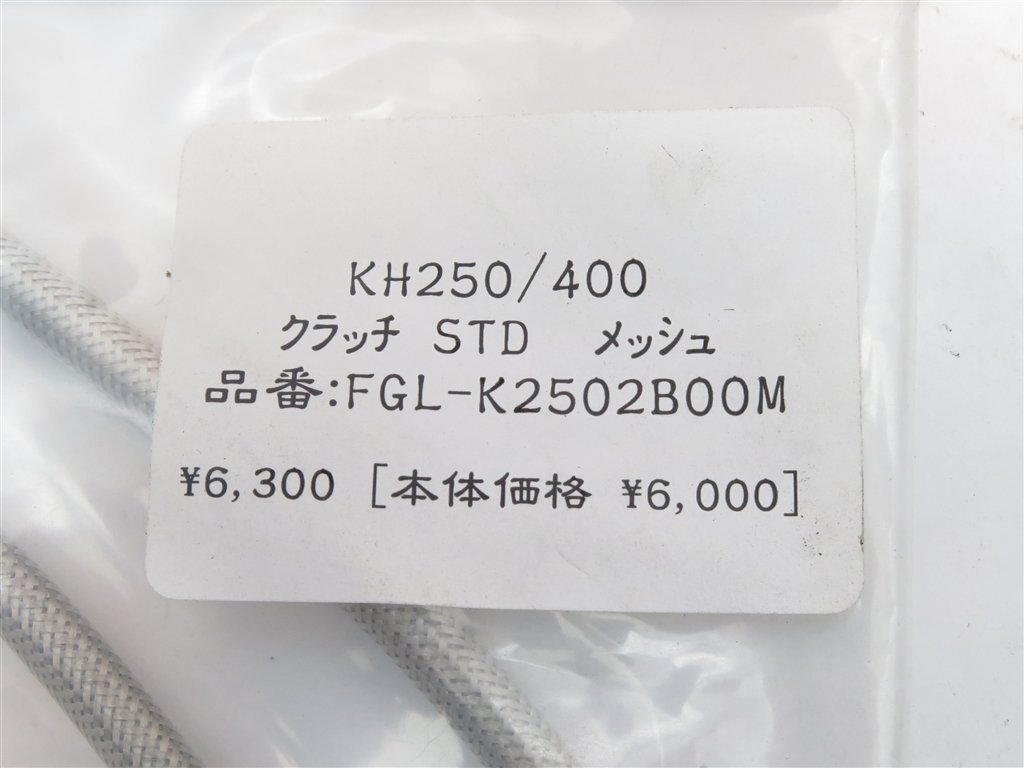 KH250/400
クラッチ STD メッシュ
品番:FGL-K2502B00M
¥6,300 [本体価格 ¥6,000]